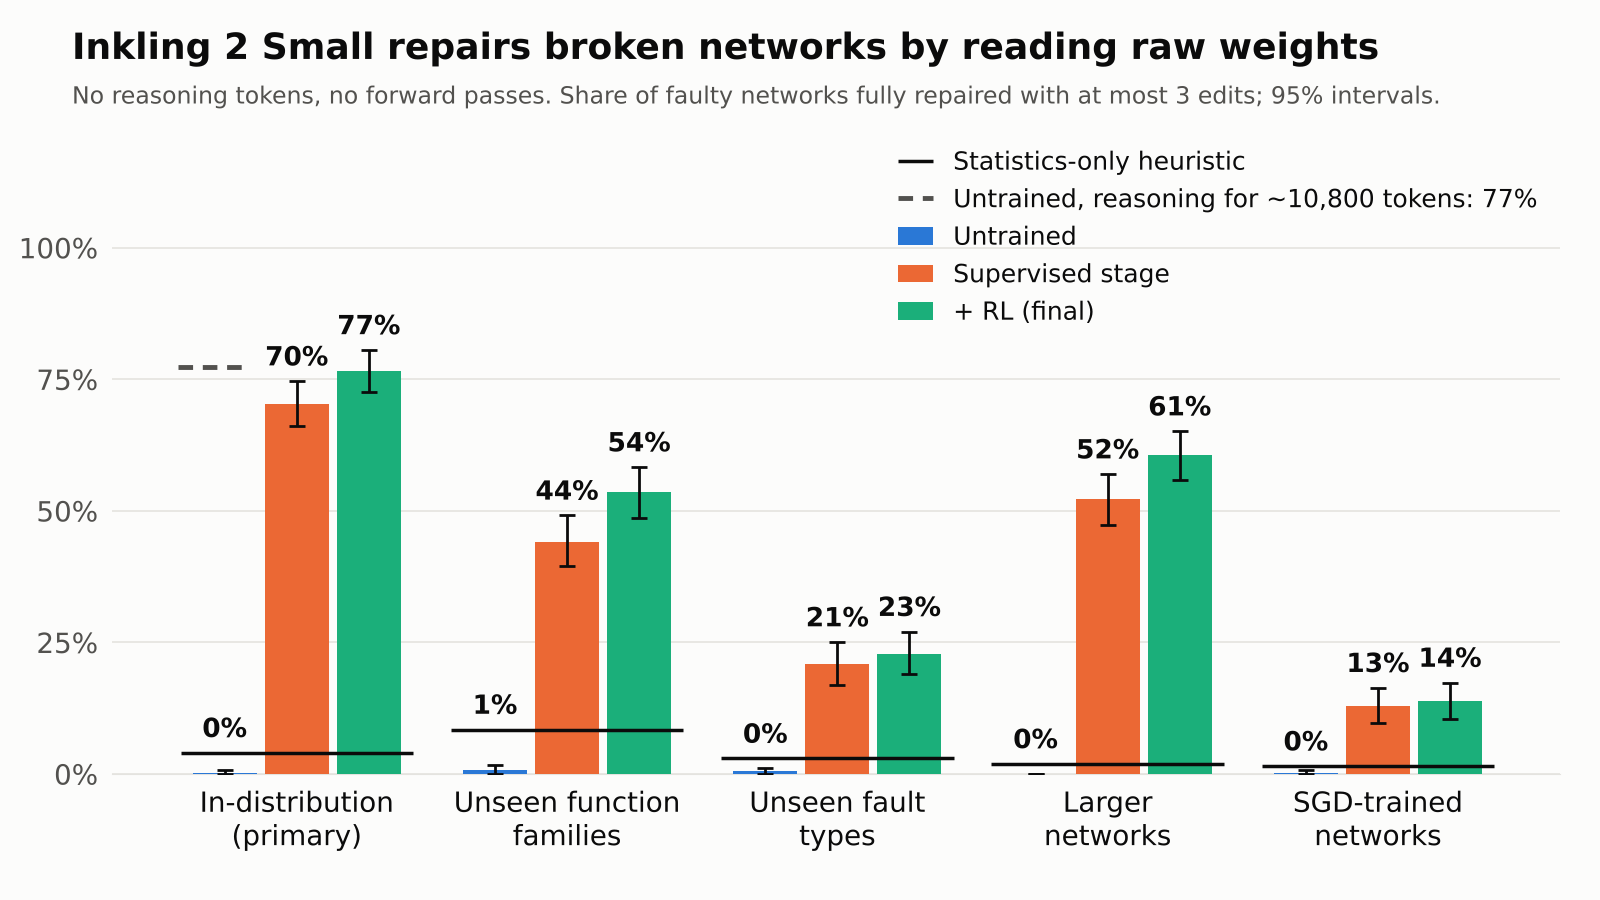 Inkling 2 Small repairs broken networks by reading raw weights
No reasoning tokens, no forward passes. Share of faulty networks fully repaired with at most 3 edits; 95% intervals.
Statistics-only heuristic
Untrained, reasoning for ~10,800 tokens: 77%
Untrained
Supervised stage
+ RL (final)
100%
75%
50%
25%
0%
0%
70%
77%
1%
44%
54%
0%
21%
23%
0%
52%
61%
0%
13%
14%
In-distribution
(primary)
Unseen function
families
Unseen fault
types
Larger
networks
SGD-trained
networks